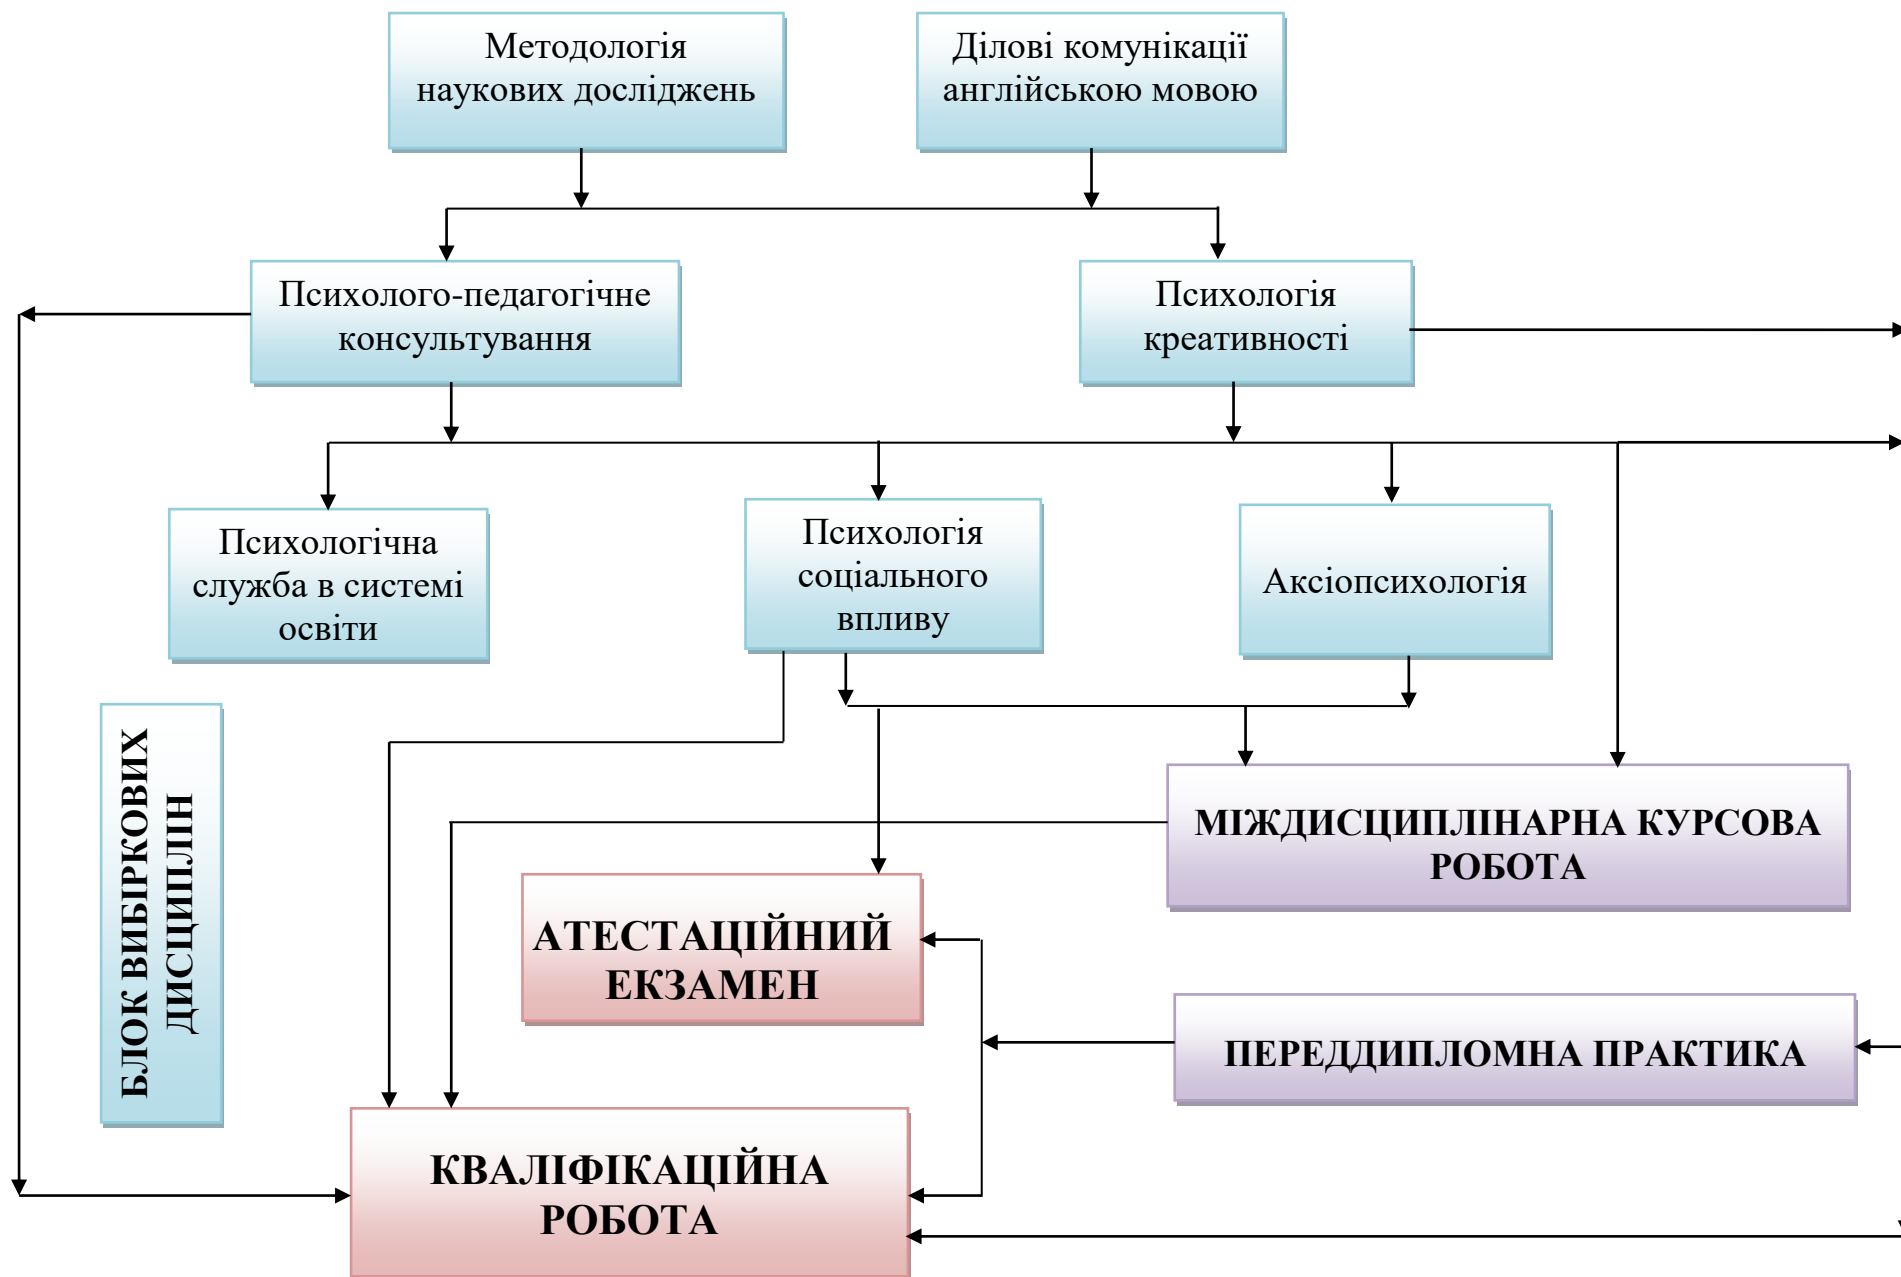 Методологія
наукових досліджень
Ділові комунікації
англійською мовою
Психолого-педагогічне
консультування
Психологія
креативності
Психологічна
служба в системі
освіти
Психологія
соціального
впливу
Аксіопсихологія
БЛОК ВИБІРКОВИХ
ДИСЦИПЛІН
МІЖДИСЦИПЛІНАРНА КУРСОВА
РОБОТА
АТЕСТАЦІЙНИЙ
ЕКЗАМЕН
ПЕРЕДДИПЛОМНА ПРАКТИКА
КВАЛІФІКАЦІЙНА
РОБОТА